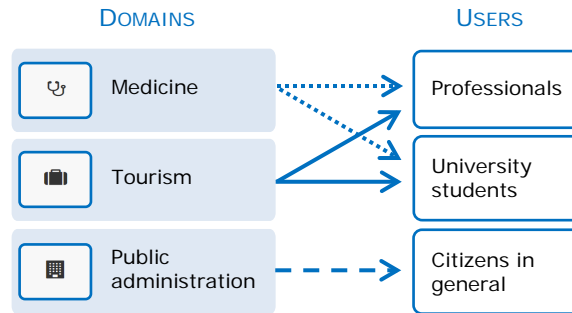 DOMAINS
USERS
Medicine
Professionals
Tourism
University
students
Public
administration
Citizens in
general